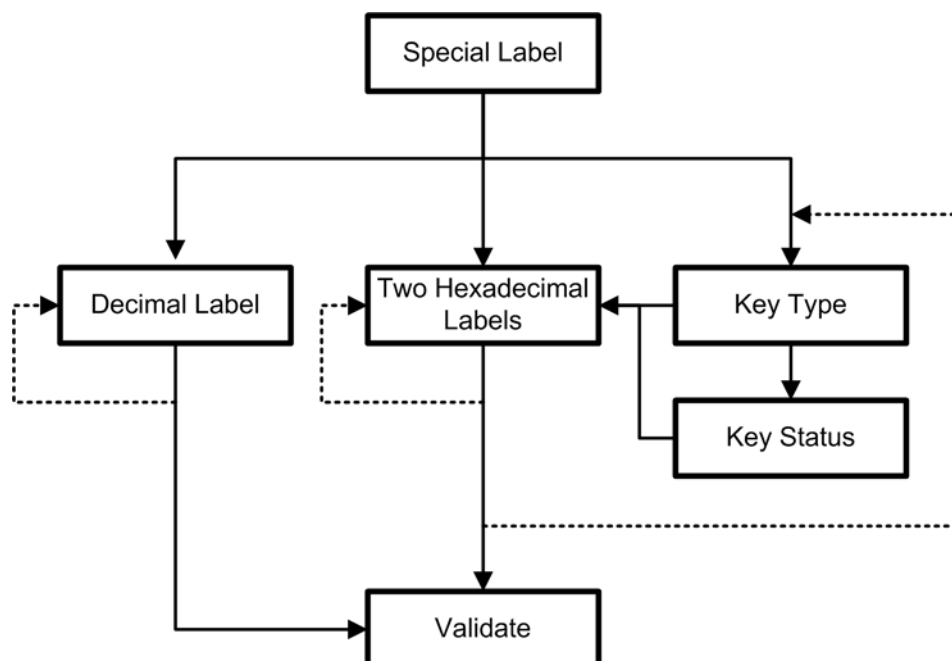 Special Label
Decimal Label
Two Hexadecimal
Labels
Key Type
Key Status
Validate